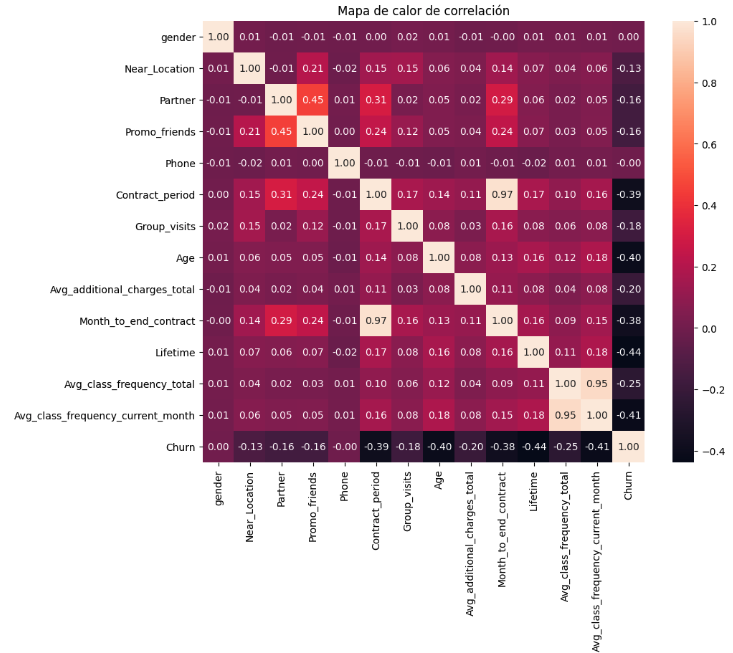 Mapa de calor de correlación
gender 1.00 0.01 -0.01 -0.01 -0.01 0.00 0.02 0.01 -0.01 -0.00 0.01 0.01 0.01 0.00
Near_Location 0.01 1.00 -0.01 0.21 -0.02 0.15 0.15 0.06 0.04 0.14 0.07 0.04 0.06 -0.13
Partner -0.01 -0.01 1.00 0.45 0.01 0.31 0.02 0.05 0.02 0.29 0.06 0.02 0.05 -0.16
Promo_friends -0.01 0.21 0.45 1.00 0.00 0.24 0.12 0.05 0.04 0.24 0.07 0.03 0.05 -0.16
Phone -0.01 -0.02 0.01 0.00 1.00 -0.01 -0.01 -0.01 0.01 -0.01 -0.02 0.01 0.01 -0.00
Contract_period 0.00 0.15 0.31 0.24 -0.01 1.00 0.17 0.14 0.11 0.97 0.17 0.10 0.16 -0.39
Group_visits 0.02 0.15 0.02 0.12 -0.01 0.17 1.00 0.08 0.03 0.16 0.08 0.06 0.08 -0.18
Age 0.01 0.06 0.05 0.05 -0.01 0.14 0.08 1.00 0.08 0.13 0.16 0.12 0.18 -0.40
Avg_additional_charges_total -0.01 0.04 0.02 0.04 0.01 0.11 0.03 0.08 1.00 0.11 0.08 0.04 0.08 -0.20
Month_to_end_contract -0.00 0.14 0.29 0.24 -0.01 0.97 0.16 0.13 0.11 1.00 0.16 0.09 0.15 -0.38
Lifetime 0.01 0.07 0.06 0.07 -0.02 0.17 0.08 0.16 0.08 0.16 1.00 0.11 0.18 -0.44
Avg_class_frequency_total 0.01 0.04 0.02 0.03 0.01 0.10 0.06 0.12 0.04 0.09 0.11 1.00 0.95 -0.25
Avg_class_frequency_current_month 0.01 0.06 0.05 0.05 0.01 0.16 0.08 0.18 0.08 0.15 0.18 0.95 1.00 -0.41
Churn 0.00 -0.13 -0.16 -0.16 -0.00 -0.39 -0.18 -0.40 -0.20 -0.38 -0.44 -0.25 -0.41 1.00
gender
Near_Location
Partner
Promo_friends
Phone
Contract_period
Group_visits
Age
Avg_additional_charges_total
Month_to_end_contract
Lifetime
Avg_class_frequency_total
Avg_class_frequency_current_month
Churn
1.0
0.8
0.6
0.4
0.2
0.0
−0.2
−0.4